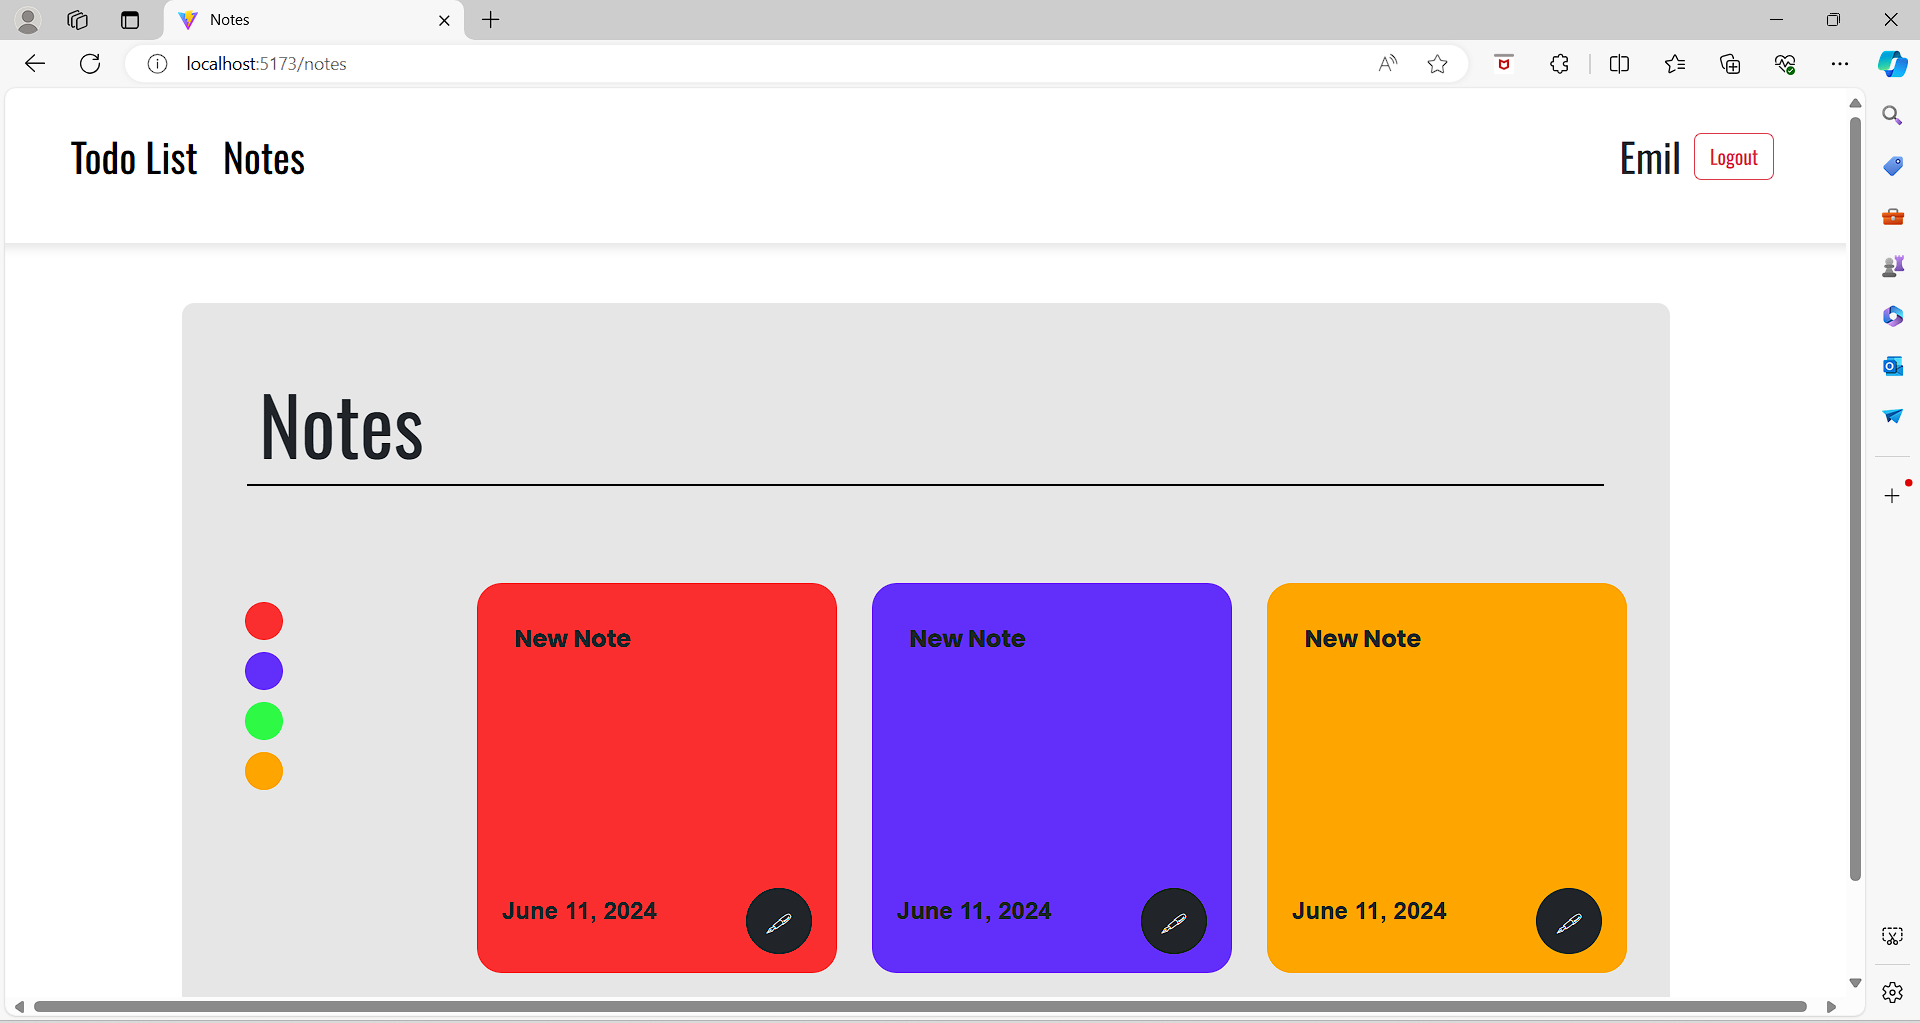 Notes
localhost:5173/notes
Todo List Notes
Emil Logout
Notes
New Note New Note New Note
June 11, 2024 June 11, 2024 June 11, 2024